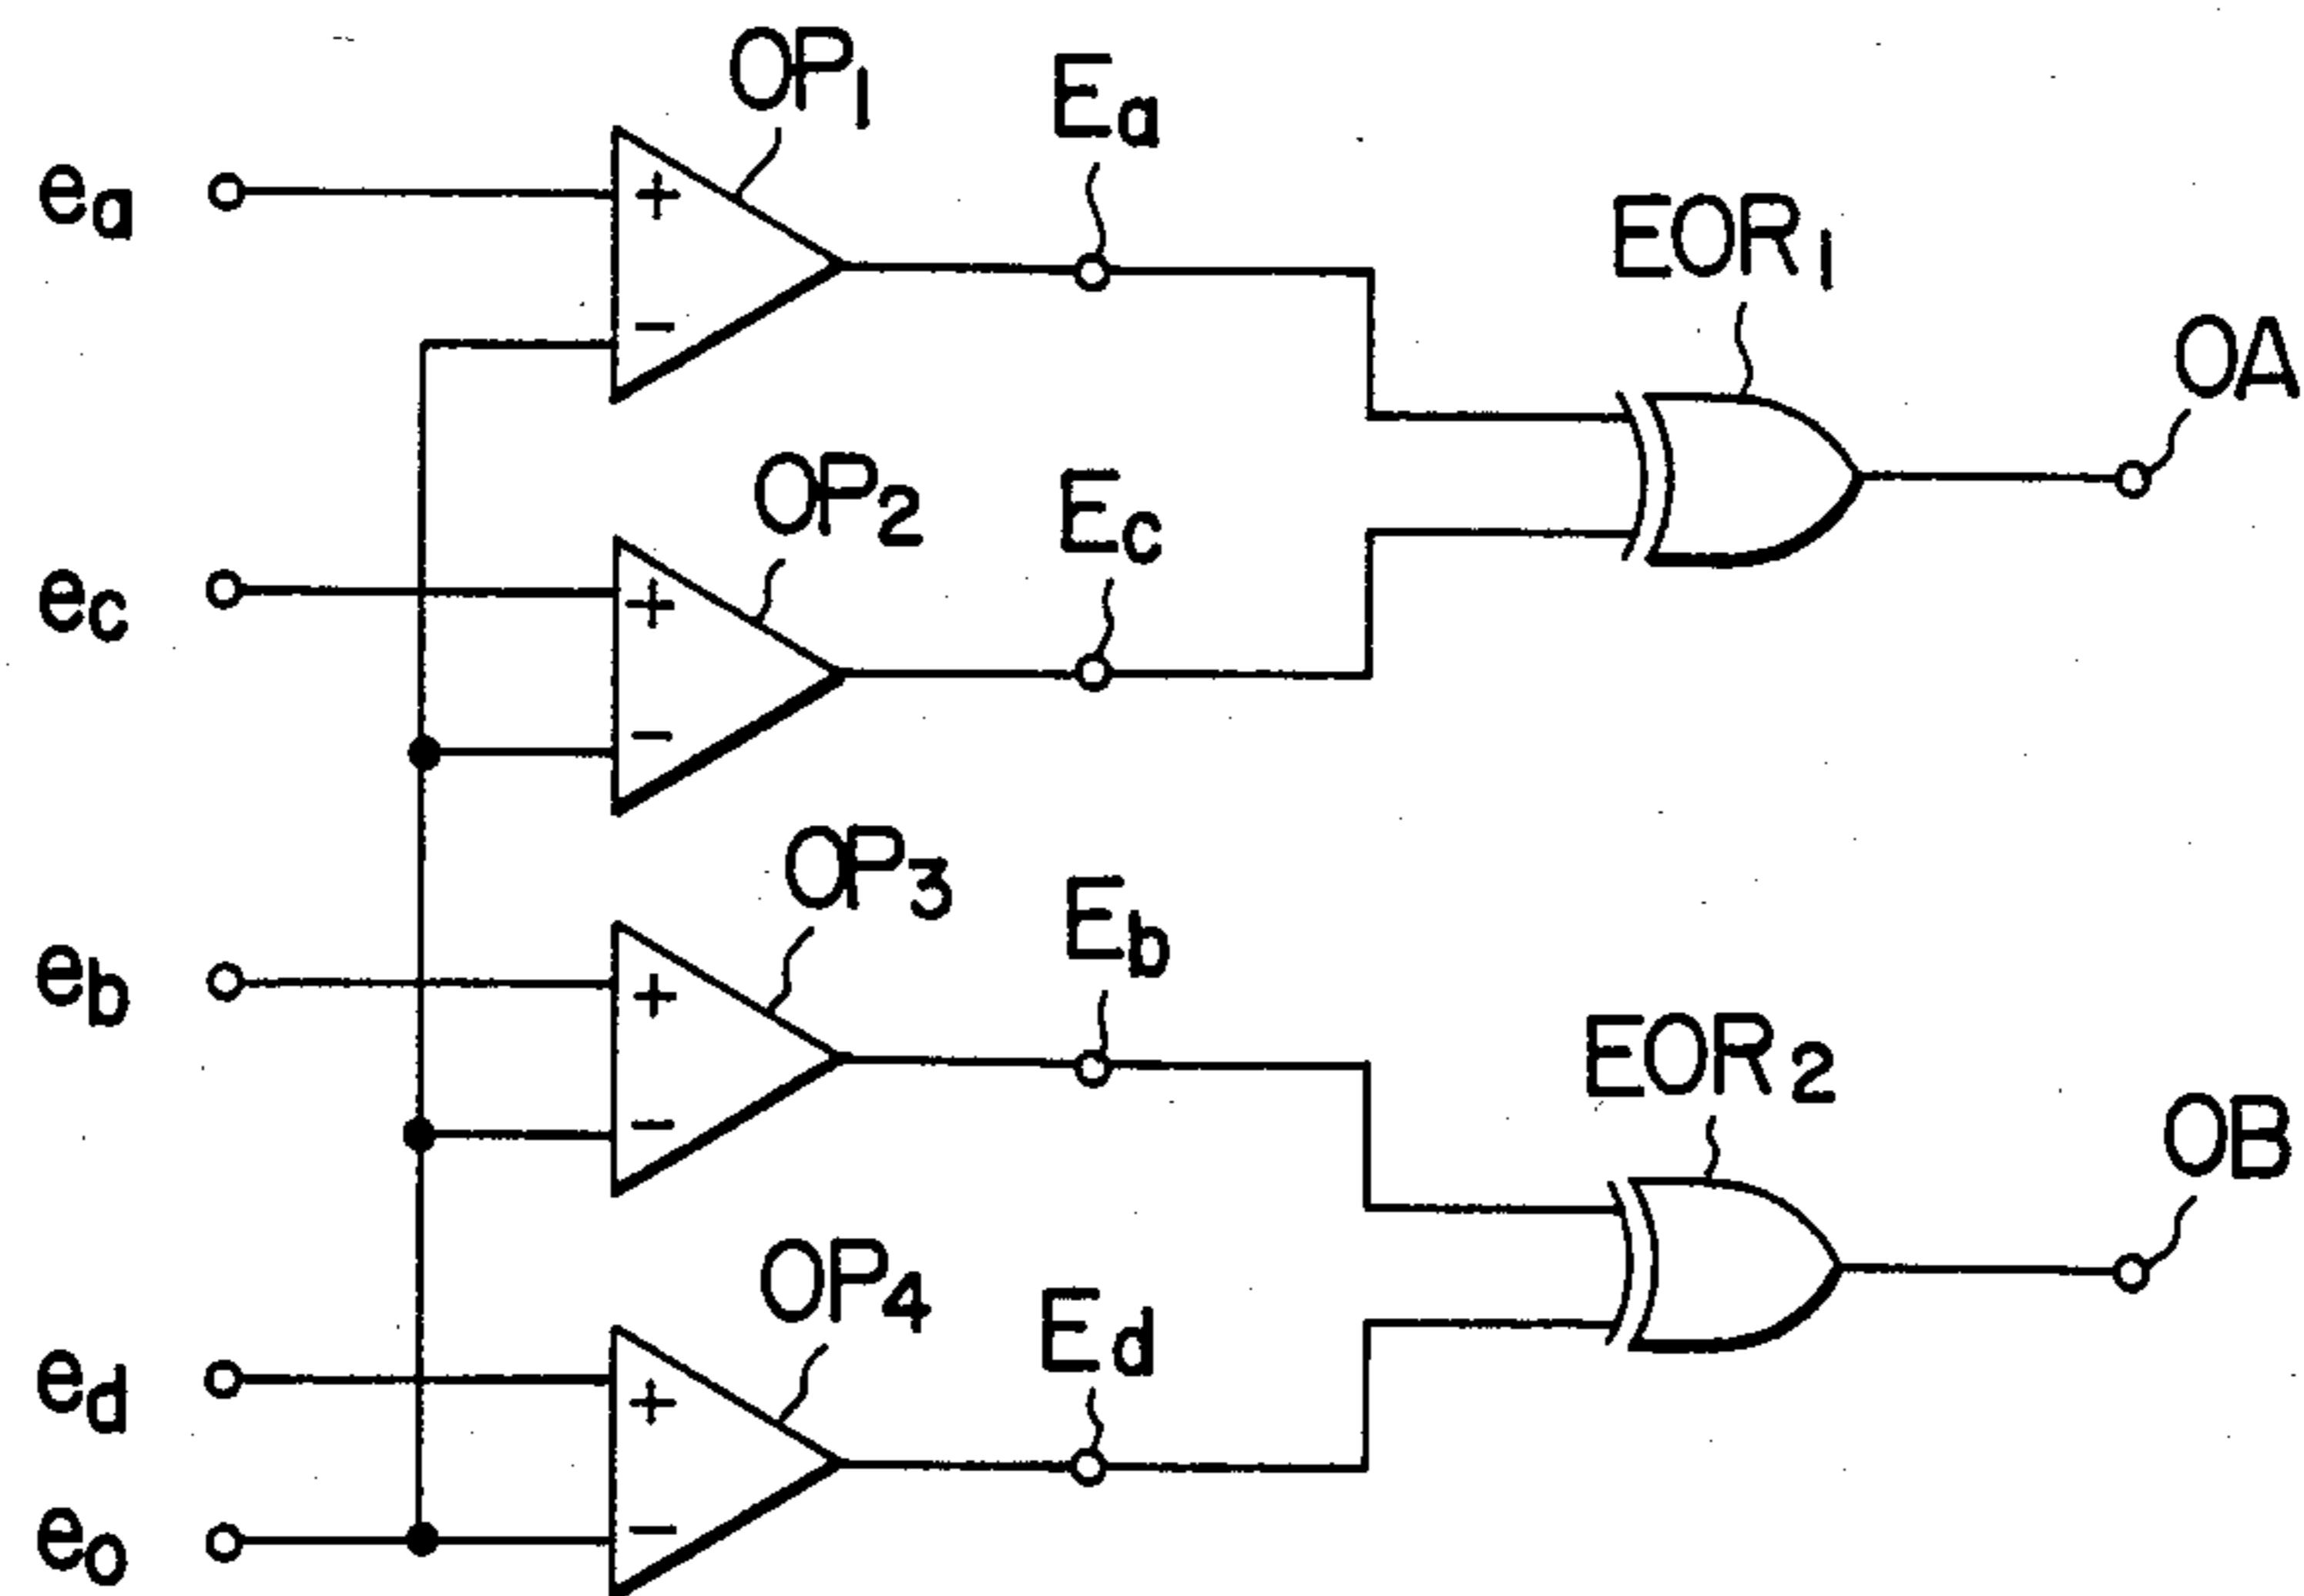 OP1
Ea
ea
+
−
EOR1
OA
OP2
Ec
ec
+
−
OP3
Eb
eb
+
−
EOR2
OB
OP4
Ed
ed
+
−
eo